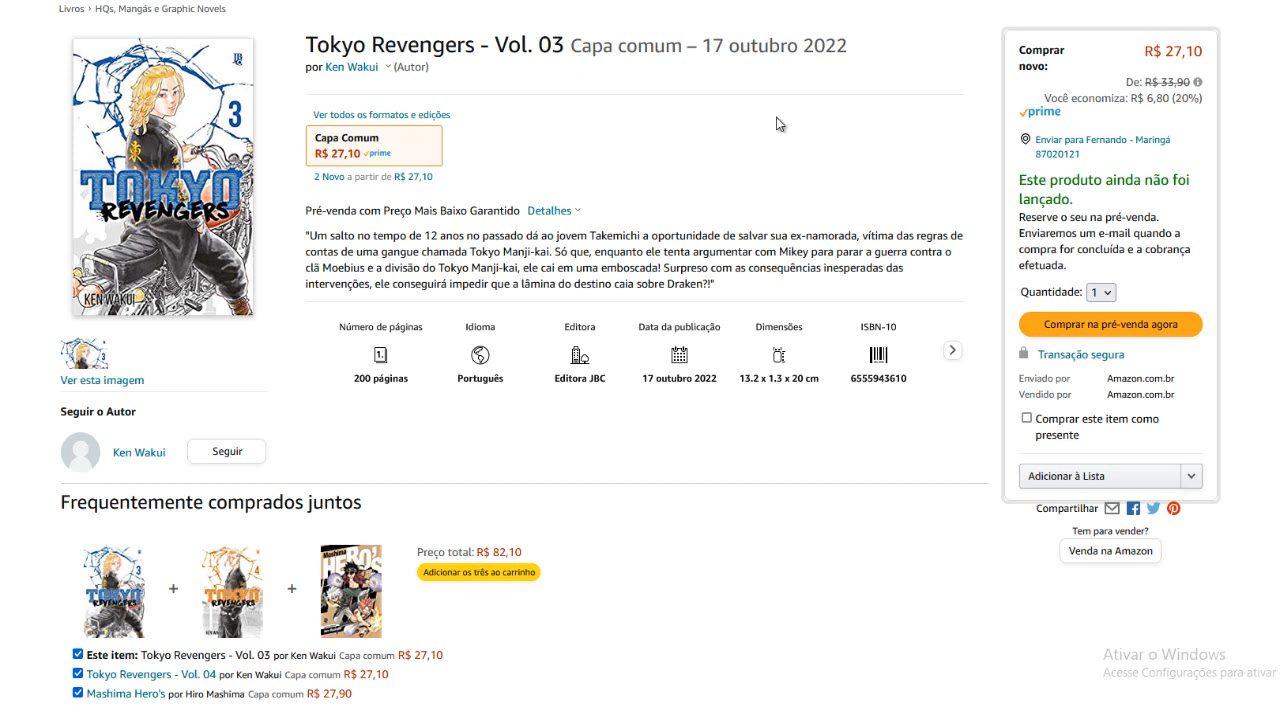 Livros › HQs, Mangás e Graphic Novels
3
TOKYO
REVENGERS
KEN WAKUI
Ver esta imagem
Seguir o Autor
Ken Wakui
Seguir
Tokyo Revengers - Vol. 03 Capa comum – 17 outubro 2022
por Ken Wakui (Autor)
Ver todos os formatos e edições
Capa Comum
R$ 27,10 prime
2 Novo a partir de R$ 27,10
Pré-venda com Preço Mais Baixo Garantido Detalhes
"Um salto no tempo de 12 anos no passado dá ao jovem Takemichi a oportunidade de salvar sua ex-namorada, vítima das regras de
contas de uma gangue chamada Tokyo Manji-kai. Só que, enquanto ele tenta argumentar com Mikey para parar a guerra contra o
clã Moebius e a divisão do Tokyo Manji-kai, ele cai em uma emboscada! Surpreso com as consequências inesperadas das
intervenções, ele conseguirá impedir que a lâmina do destino caia sobre Draken?!"
Número de páginas
200 páginas
Idioma
Português
Editora
Editora JBC
Data da publicação
17 outubro 2022
Dimensões
13.2 x 1.3 x 20 cm
ISBN-10
6555943610
Comprar
novo:
R$ 27,10
De: R$ 33,90
Você economiza: R$ 6,80 (20%)
prime
Enviar para Fernando - Maringá
87020121
Este produto ainda não foi
lançado.
Reserve o seu na pré-venda.
Enviaremos um e-mail quando a
compra for concluída e a cobrança
efetuada.
Quantidade: 1
Comprar na pré-venda agora
Transação segura
Enviado por Amazon.com.br
Vendido por Amazon.com.br
Comprar este item como
presente
Adicionar à Lista
Compartilhar
Tem para vender?
Venda na Amazon
Frequentemente comprados juntos
3
TOKYO
REVENGERS
+
4
TOKYO
REVENGERS
+
Mashima
HERO'S
Preço total: R$ 82,10
Adicionar os três ao carrinho
Este item: Tokyo Revengers - Vol. 03 por Ken Wakui Capa comum R$ 27,10
Tokyo Revengers - Vol. 04 por Ken Wakui Capa comum R$ 27,10
Mashima Hero's por Hiro Mashima Capa comum R$ 27,90
Ativar o Windows
Acesse Configurações para ativar